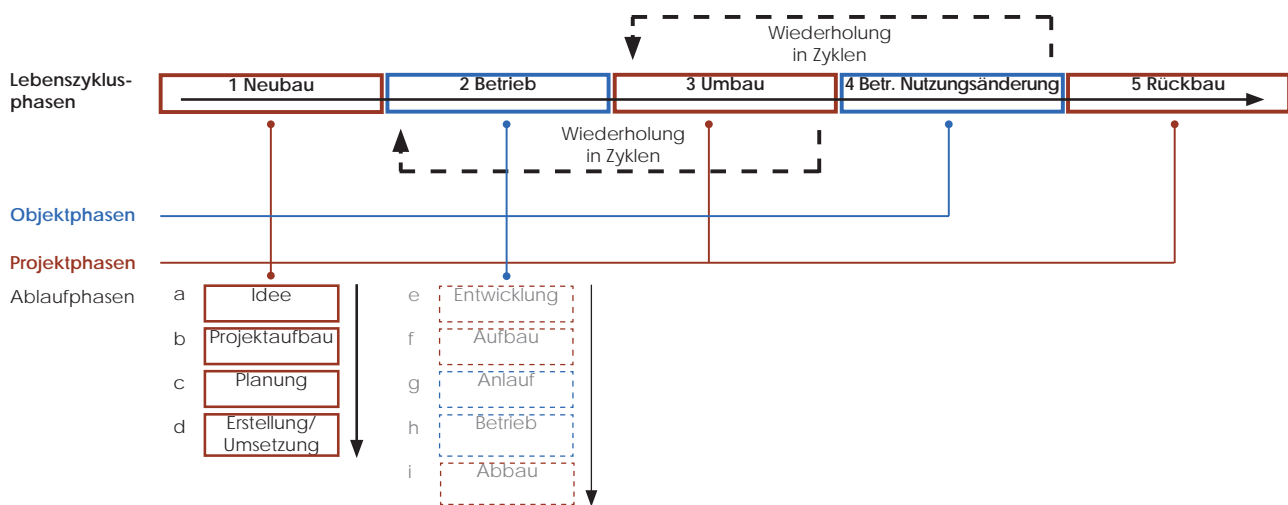 Wiederholung
in Zyklen
Lebenszyklus-
phasen
1 Neubau
2 Betrieb
3 Umbau
4 Betr. Nutzungsänderung
5 Rückbau
Wiederholung
in Zyklen
Objektphasen
Projektphasen
Ablaufphasen
a Idee
b Projektaufbau
c Planung
d Erstellung/
Umsetzung
e Entwicklung
f Aufbau
g Anlauf
h Betrieb
i Abbau